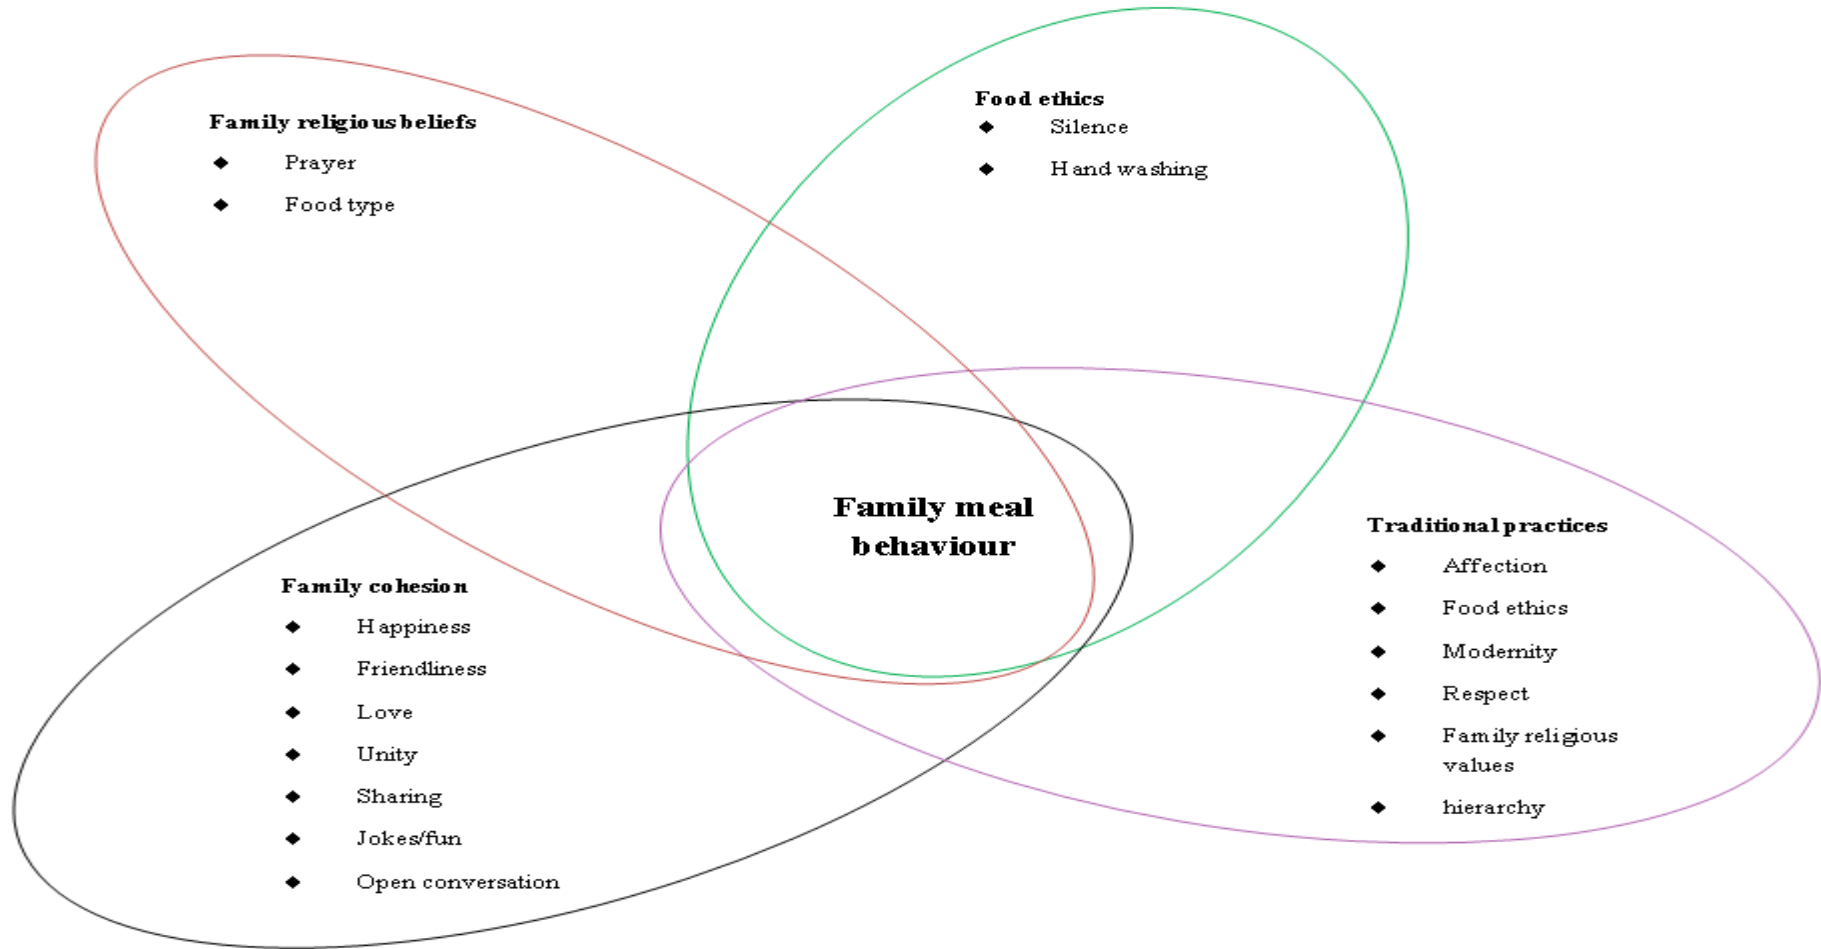 Family religious beliefs
◆ Prayer
◆ Food type
Food ethics
◆ Silence
◆ Hand washing
Family meal
behaviour
Family cohesion
◆ Happiness
◆ Friendliness
◆ Love
◆ Unity
◆ Sharing
◆ Jokes/fun
◆ Open conversation
Traditional practices
◆ Affection
◆ Food ethics
◆ Modernity
◆ Respect
◆ Family religious
values
◆ hierarchy